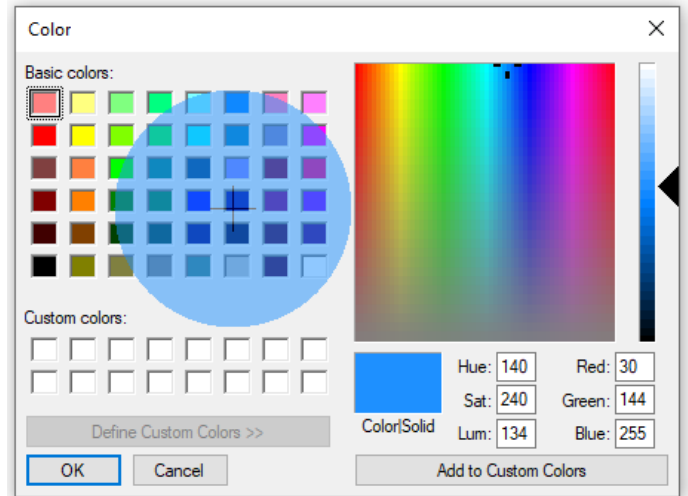 Color
Basic colors:
Custom colors:
Define Custom Colors >>
OK Cancel
Color|Solid
Hue: 140 Red: 30
Sat: 240 Green: 144
Lum: 134 Blue: 255
Add to Custom Colors